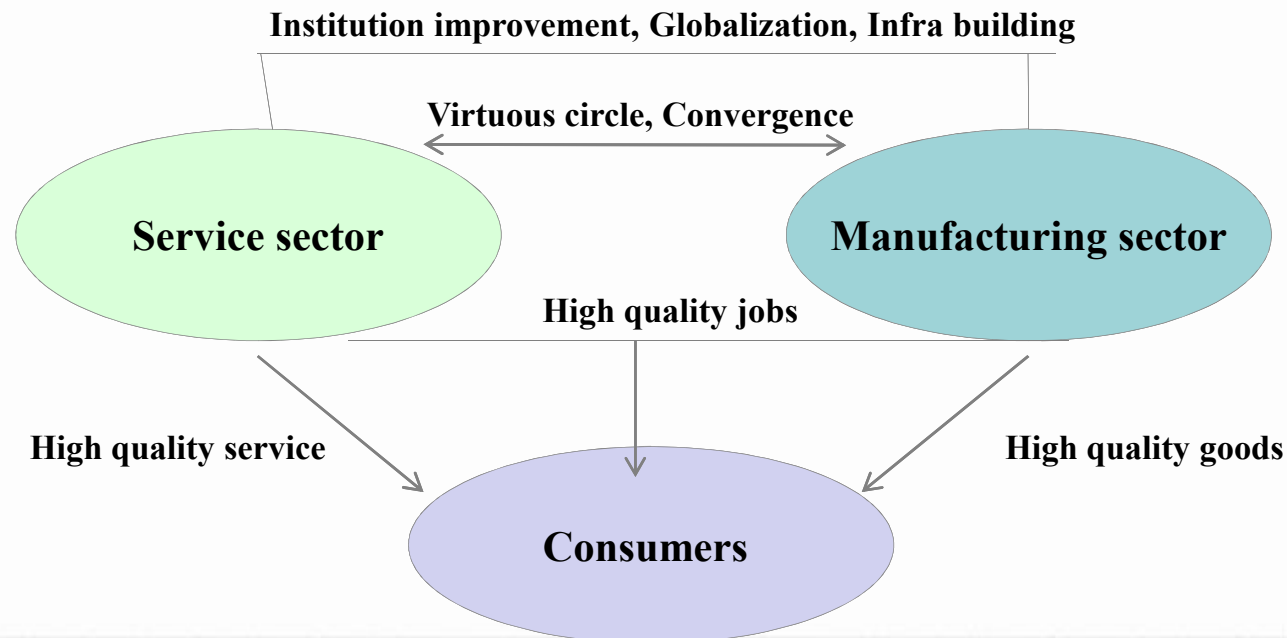 Institution improvement, Globalization, Infra building
Virtuous circle, Convergence
Service sector
Manufacturing sector
High quality jobs
High quality service
High quality goods
Consumers